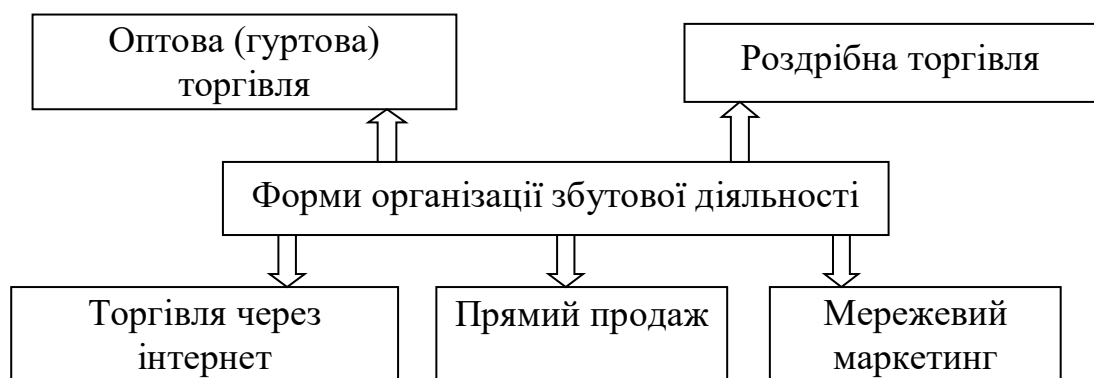 Оптова (гуртова)
торгівля
Роздрібна торгівля
Форми організації збутової діяльності
Торгівля через
інтернет
Прямий продаж
Мережевий
маркетинг